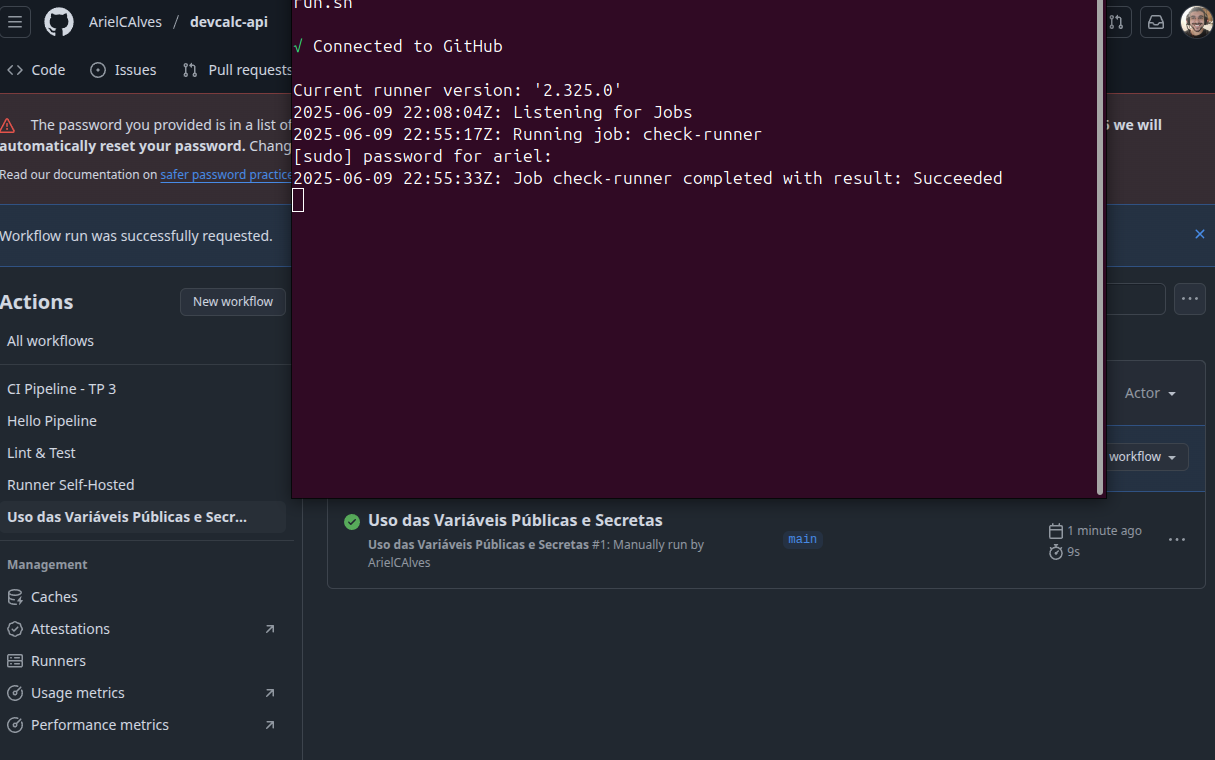 ArielCAlves / devcalc-api
Code
Issues
Pull requests
The password you provided is in a list of
automatically reset your password. Chang
Read our documentation on safer password practice
6 we will
Workflow run was successfully requested.
run.sh
√ Connected to GitHub
Current runner version: '2.325.0'
2025-06-09 22:08:04Z: Listening for Jobs
2025-06-09 22:55:17Z: Running job: check-runner
[sudo] password for ariel:
2025-06-09 22:55:33Z: Job check-runner completed with result: Succeeded
Actions
New workflow
All workflows
CI Pipeline - TP 3
Hello Pipeline
Lint & Test
Runner Self-Hosted
Uso das Variáveis Públicas e Secr...
Management
Caches
Attestations
Runners
Usage metrics
Performance metrics
Actor
workflow
Uso das Variáveis Públicas e Secretas
Uso das Variáveis Públicas e Secretas #1: Manually run by
ArielCAlves
main
1 minute ago
9s